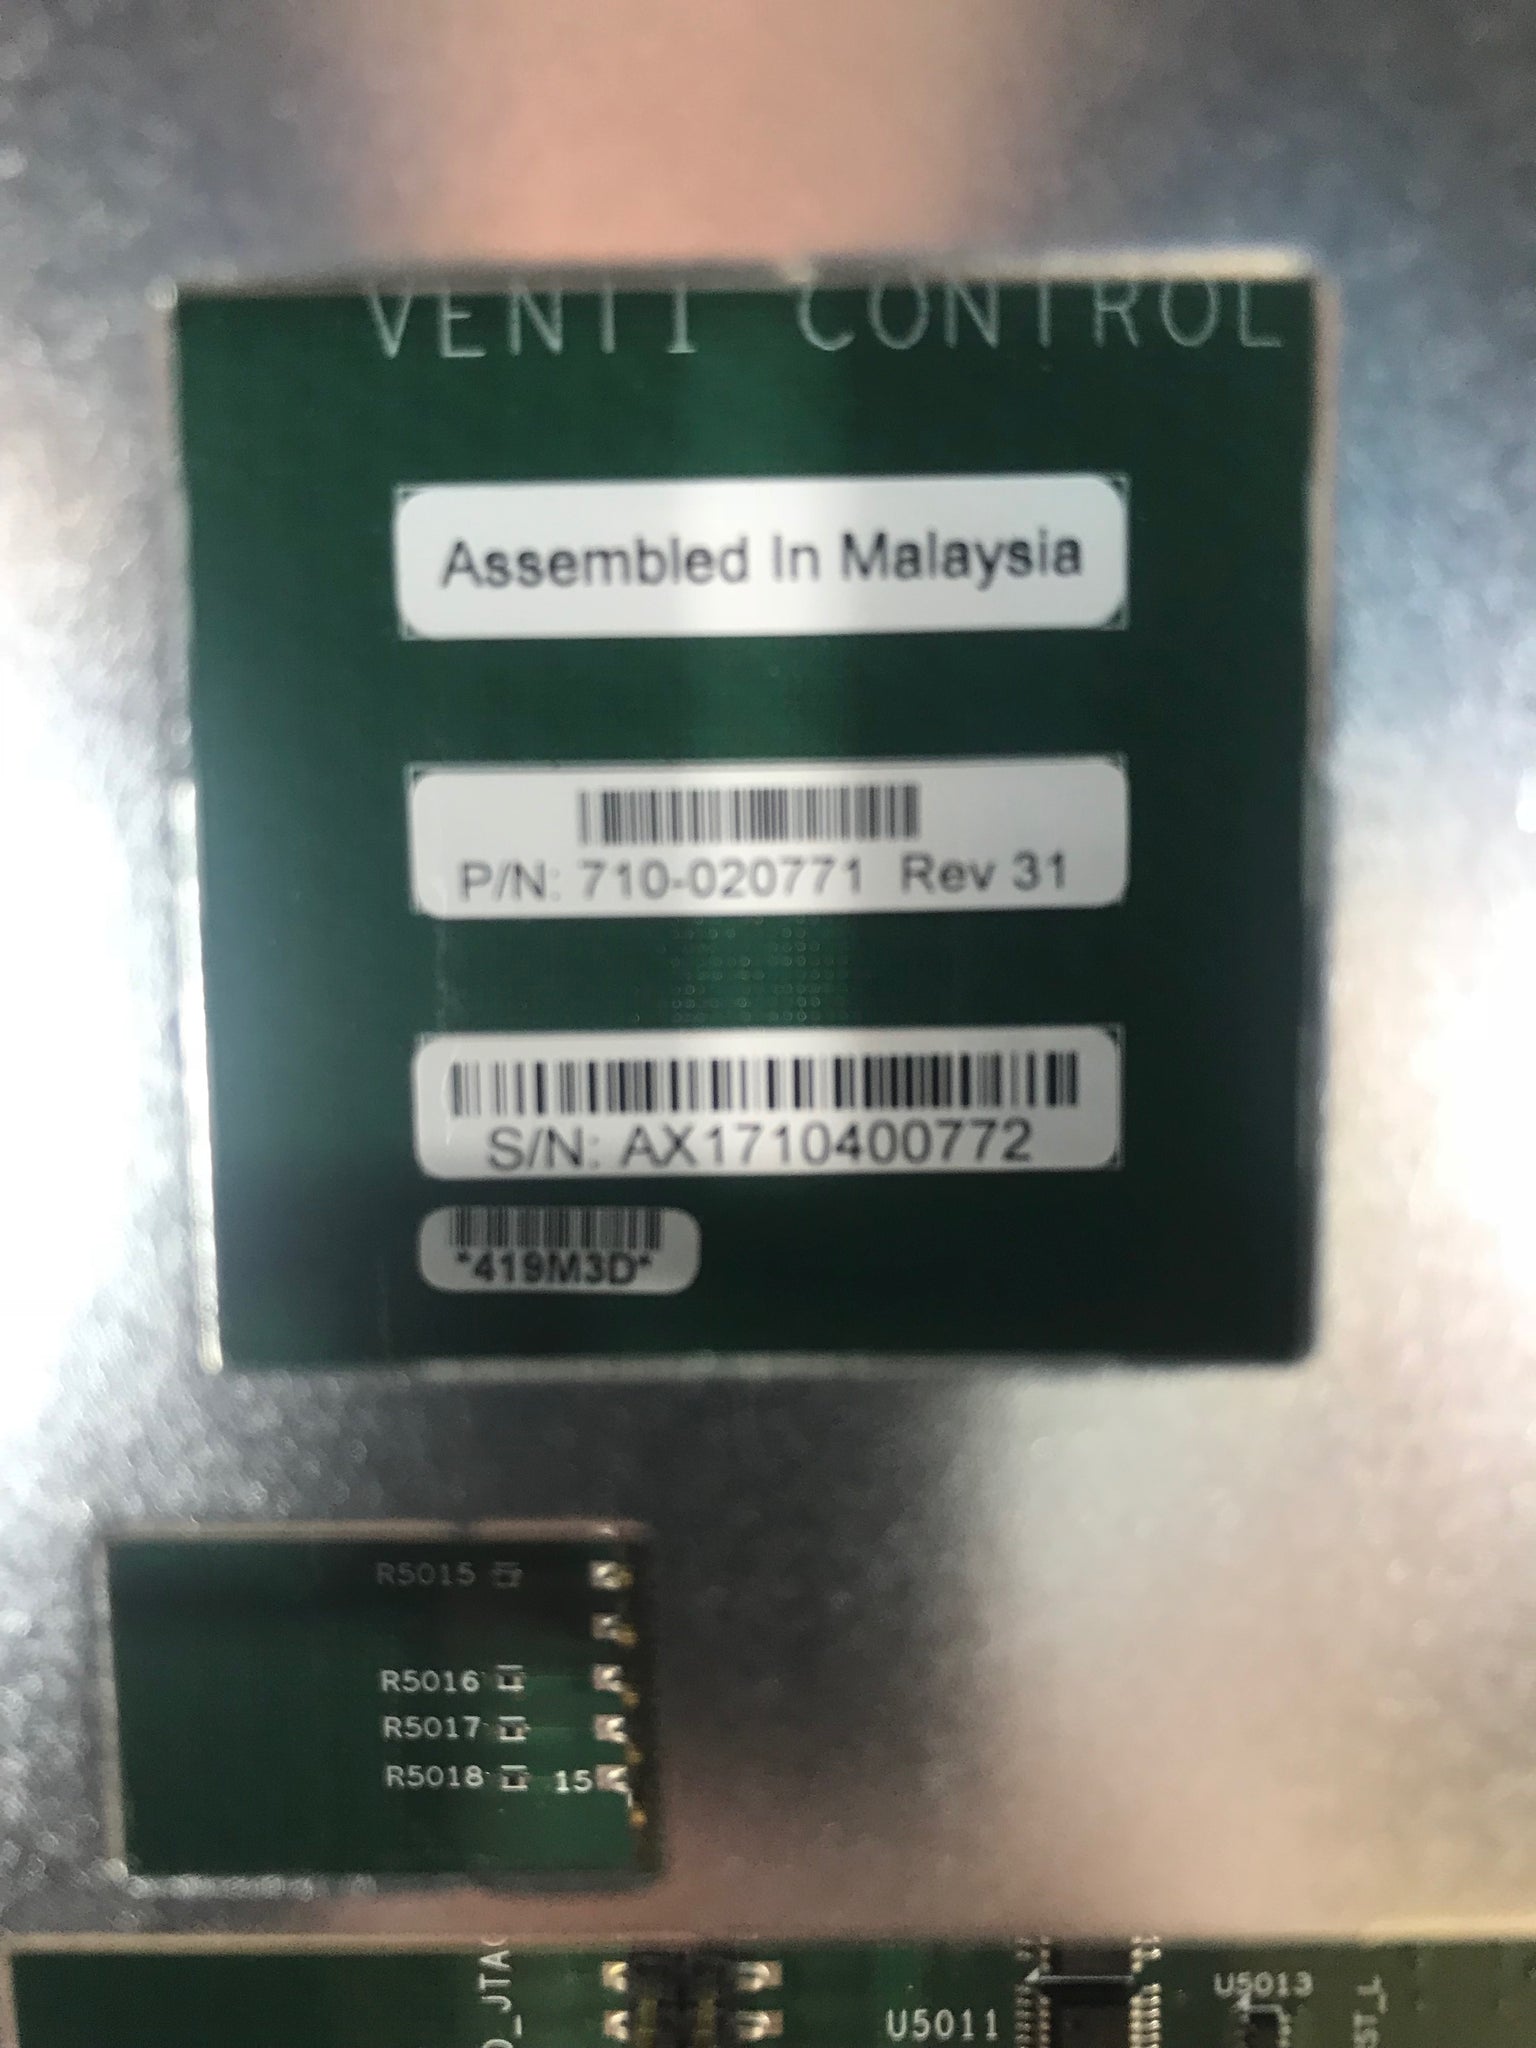 VENTI CONTROL
Assembled In Malaysia
P/N: 710-020771 Rev 31
S/N: AX1710400772
*419M3D*
R5015
R5016
R5017
R5018 15
U5011
U5013